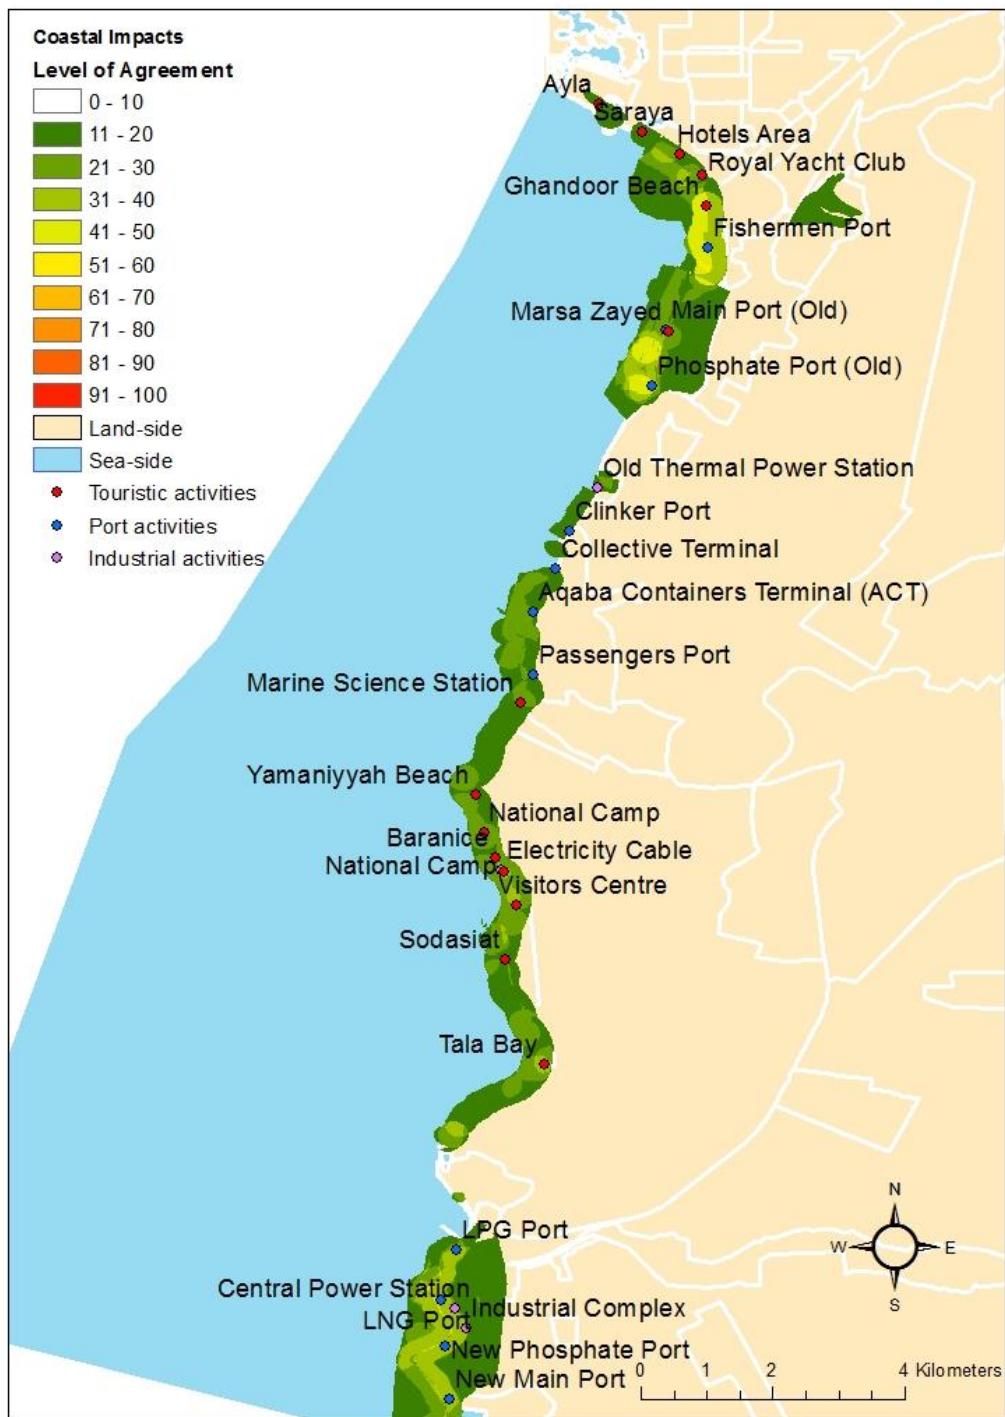 Coastal Impacts
Level of Agreement
0 - 10
11 - 20
21 - 30
31 - 40
41 - 50
51 - 60
61 - 70
71 - 80
81 - 90
91 - 100
Land-side
Sea-side
Touristic activities
Port activities
Industrial activities
Ayla
Saraya
Hotels Area
Royal Yacht Club
Ghandoor Beach
Fishermen Port
Marsa Zayed
Main Port (Old)
Phosphate Port (Old)
Old Thermal Power Station
Clinker Port
Collective Terminal
Aqaba Containers Terminal (ACT)
Passengers Port
Marine Science Station
Yamaniyyah Beach
National Camp
Baranice
Electricity Cable
National Camp
Visitors Centre
Sodasiat
Tala Bay
LPG Port
Central Power Station
Industrial Complex
LNG Port
New Phosphate Port
New Main Port
N
W
E
S
0 1 2 4 Kilometers